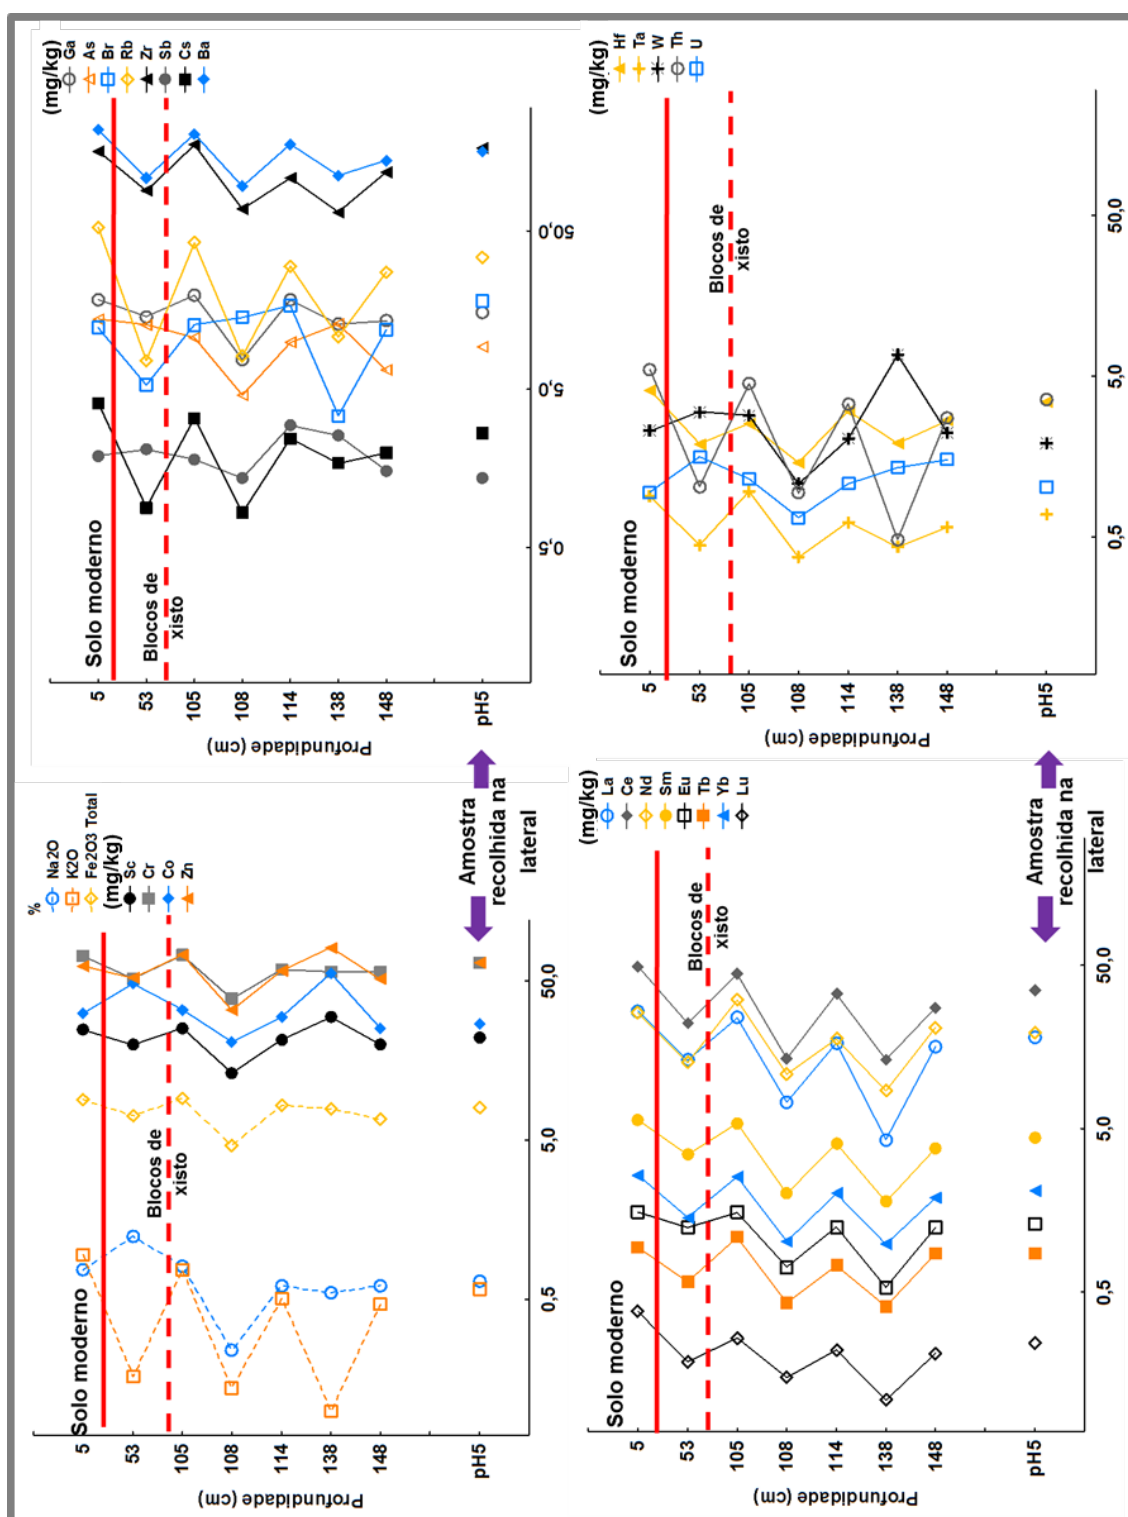 %
Na2O
K2O
Fe2O3 Total
(mg/kg)
Sc
Cr
Co
Zn
Solo moderno
Blocos de
xisto
50,0
5,0
0,5
5
53
105
108
114
138
148
pH5
Profundidade (cm)
Amostra
recolhida na
lateral
(mg/kg)
Ga
As
Br
Rb
Zr
Sb
Cs
Ba
Solo moderno
Blocos de
xisto
Blocos de
xisto
50,0
5,0
0,5
5
53
105
108
114
138
148
pH5
Profundidade (cm)
(mg/kg)
La
Ce
Nd
Sm
Eu
Tb
Yb
Lu
Solo moderno
Blocos de
xisto
50,0
5,0
0,5
5
53
105
108
114
138
148
pH5
Profundidade (cm)
Amostra
recolhida na
lateral
(mg/kg)
Hf
Ta
W
Th
U
Solo moderno
Blocos de
xisto
50,0
5,0
0,5
5
53
105
108
114
138
148
pH5
Profundidade (cm)